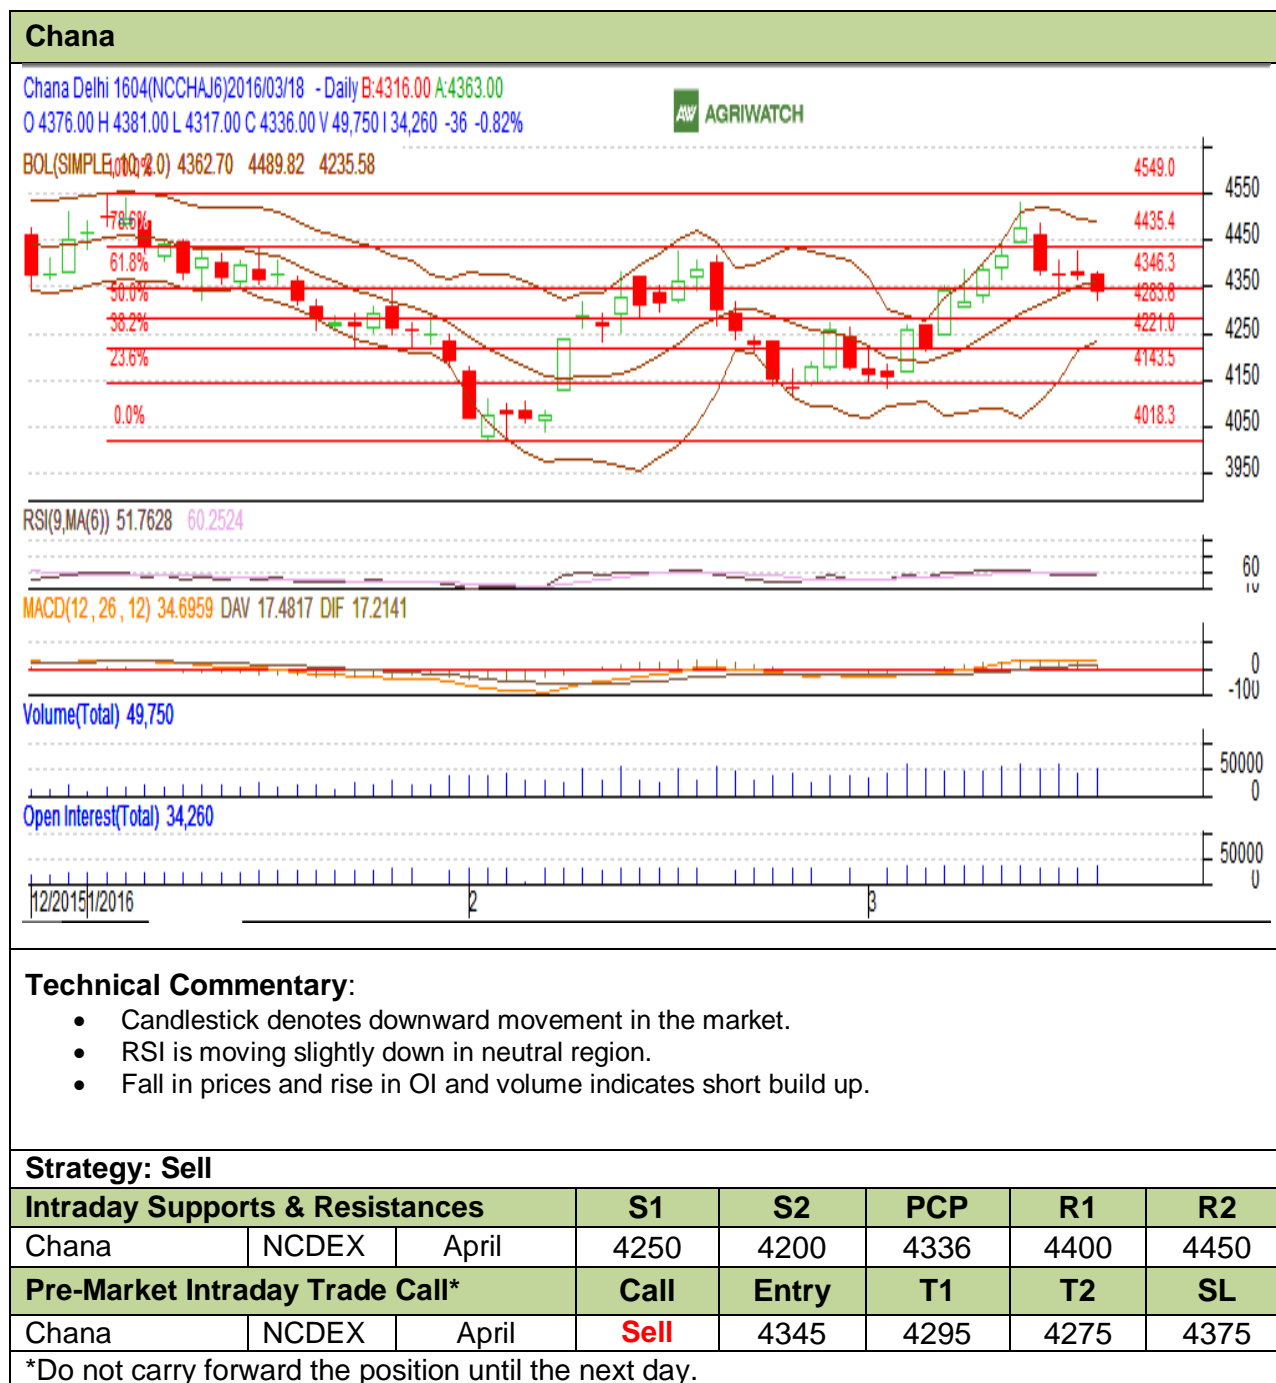 Chana
Chana Delhi 1604(NCCHAJ6)2016/03/18 - Daily B:4316.00 A:4363.00
O 4376.00 H 4381.00 L 4317.00 C 4336.00 V 49,750 I 34,260 -36 -0.82%
AW AGRIWATCH
BOL(SIMPLE, 10, 2.0) 4362.70 4489.82 4235.58
100.0% 4549.0
4550
78.6% 4435.4
4450
61.8% 4346.3
4350
50.0% 4283.8
4250
38.2% 4221.0
23.6% 4143.5
4150
0.0% 4018.3
4050
3950
RSI(9,MA(6)) 51.7628 60.2524
60
MACD(12 , 26 , 12) 34.6959 DAV 17.4817 DIF 17.2141
0
-100
Volume(Total) 49,750
50000
0
Open Interest(Total) 34,260
50000
0
12/2015 1/2016 2 3
Technical Commentary:
• Candlestick denotes downward movement in the market.
• RSI is moving slightly down in neutral region.
• Fall in prices and rise in OI and volume indicates short build up.
Strategy: Sell
Intraday Supports & Resistances S1 S2 PCP R1 R2
Chana NCDEX April 4250 4200 4336 4400 4450
Pre-Market Intraday Trade Call* Call Entry T1 T2 SL
Chana NCDEX April Sell 4345 4295 4275 4375
*Do not carry forward the position until the next day.